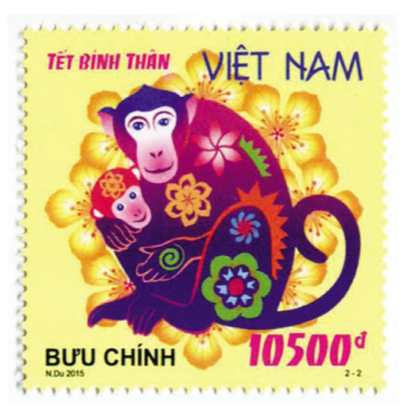 TẾT BÍNH THÂN
VIỆT NAM
BƯU CHÍNH
10500đ
N.Du 2015
2 - 2